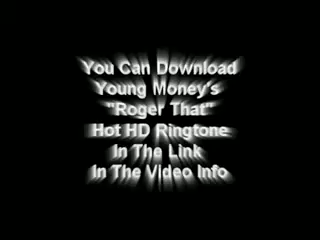 You Can Download
Young Money's
"Roger That"
Hot HD Ringtone
In The Link
In The Video Info